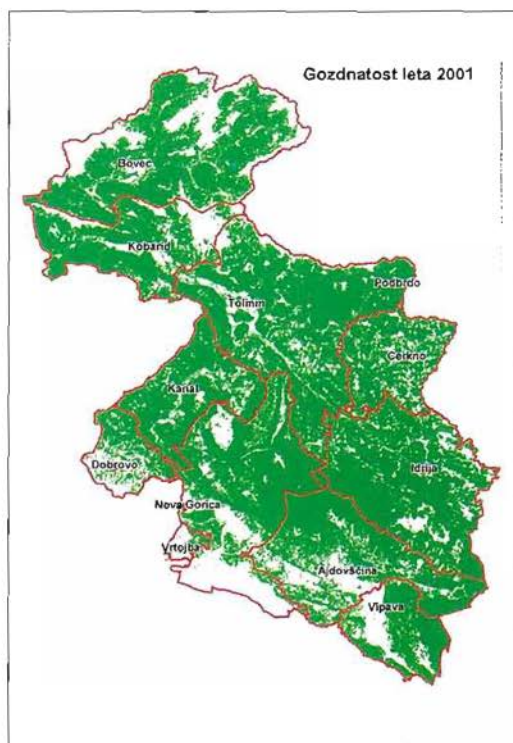 Gozdnatost leta 2001
Bovec
Kobarid
Podbrdo
Tolmin
Cerkno
Kanal
Dobrovo
Idrija
Nova Gorica
Vrtojba
Ajdovščina
Vipava